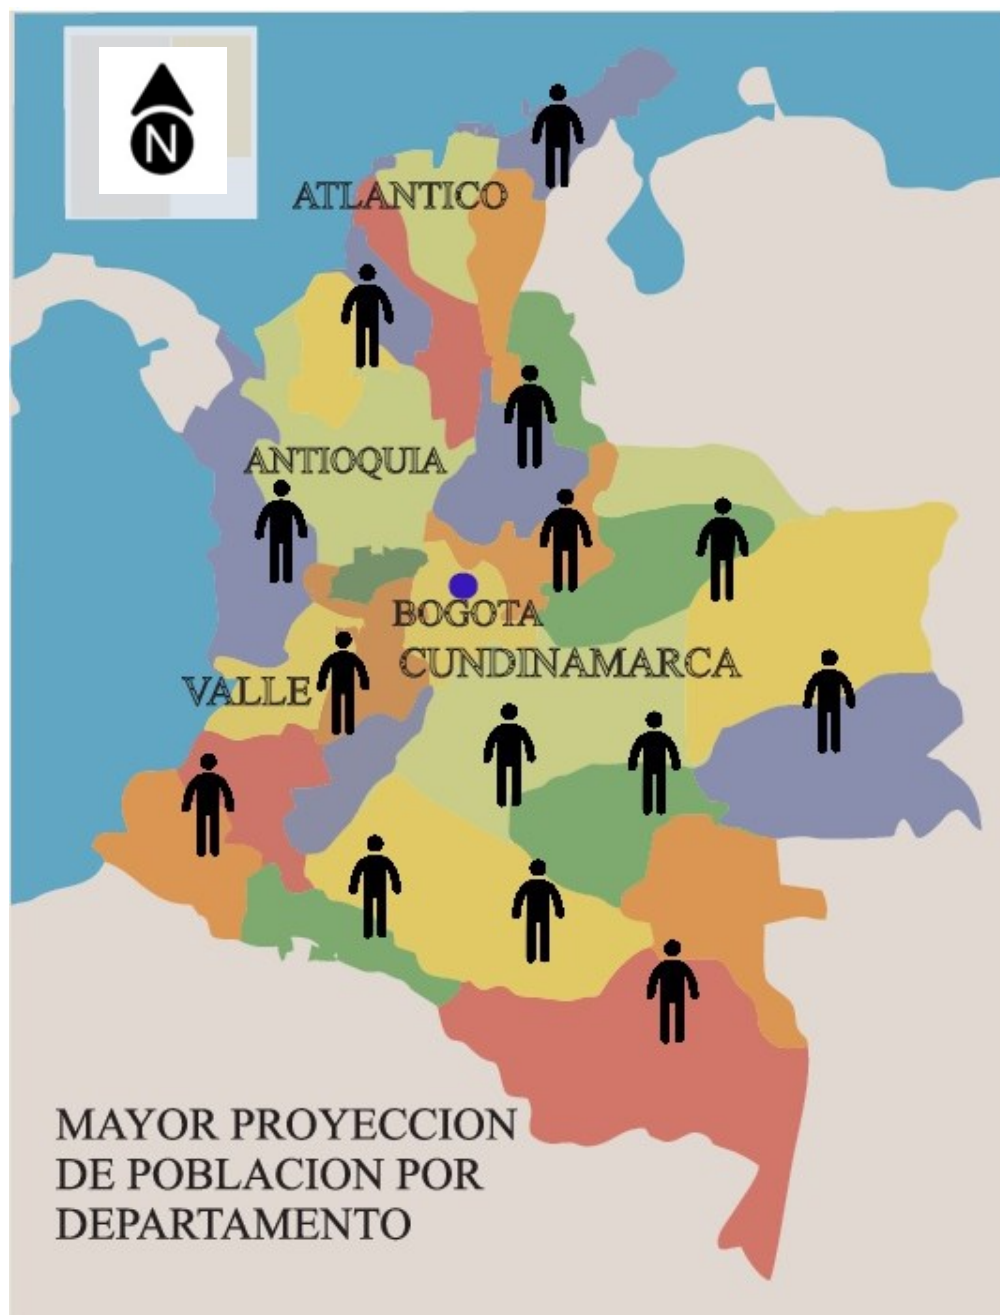 N
ATLANTICO
ANTIOQUIA
BOGOTA
CUNDINAMARCA
VALLE
MAYOR PROYECCION
DE POBLACION POR
DEPARTAMENTO